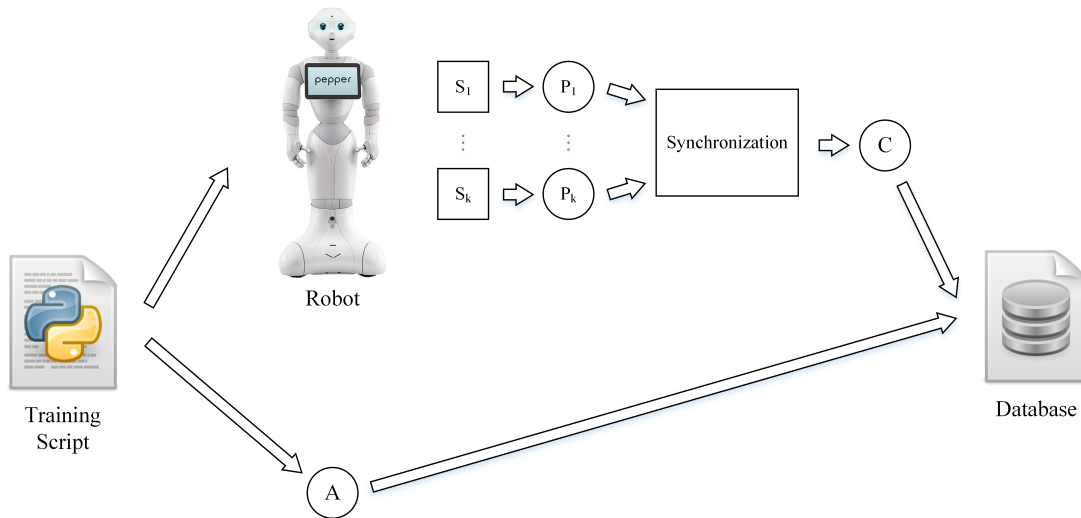 pepper
S1
P1
Synchronization
C
Sk
Pk
Robot
Training
Script
Database
A